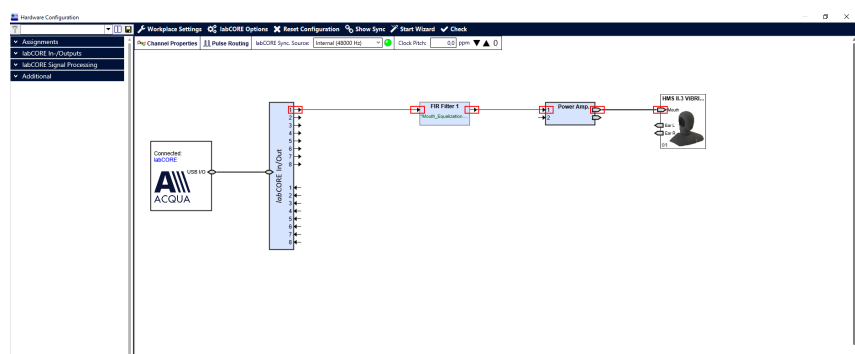 Hardware Configuration
Workplace Settings labCORE Options Reset Configuration Show Sync Start Wizard Check
Assignments
labCORE In-/Outputs
labCORE Signal Processing
Additional
Channel Properties Pulse Routing labCORE Sync. Source: Internal (48000 Hz) Clock Pitch: 0,0 ppm 0
Connected:
labCORE
USB I/O
ACQUA
labCORE In/Out
1
2
3
4
5
6
7
8
1
2
3
4
5
6
7
8
FIR Filter 1
Mouth_Equalization ...
Power Amp.
1
2
HMS II.3 VIBRI...
Mouth
Ear L
Ear R
01